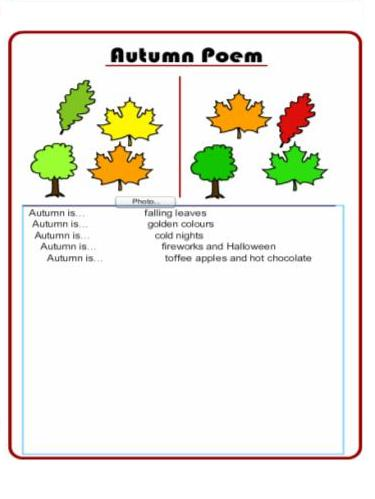 Autumn Poem
Photo...
Autumn is... falling leaves
Autumn is... golden colours
Autumn is... cold nights
Autumn is... fireworks and Halloween
Autumn is... toffee apples and hot chocolate